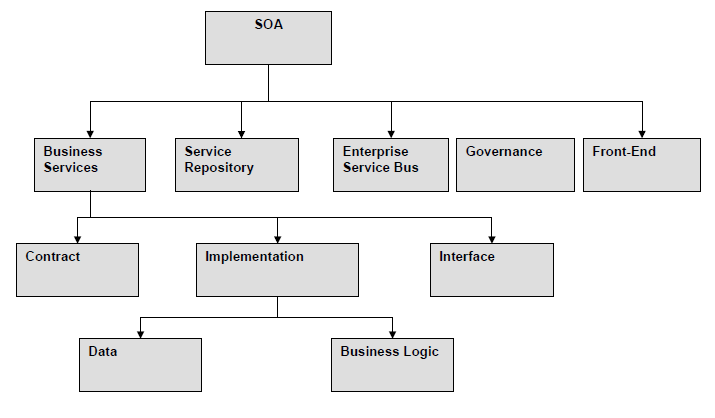 SOA
Business
Services
Service
Repository
Enterprise
Service Bus
Governance
Front-End
Contract
Implementation
Interface
Data
Business Logic